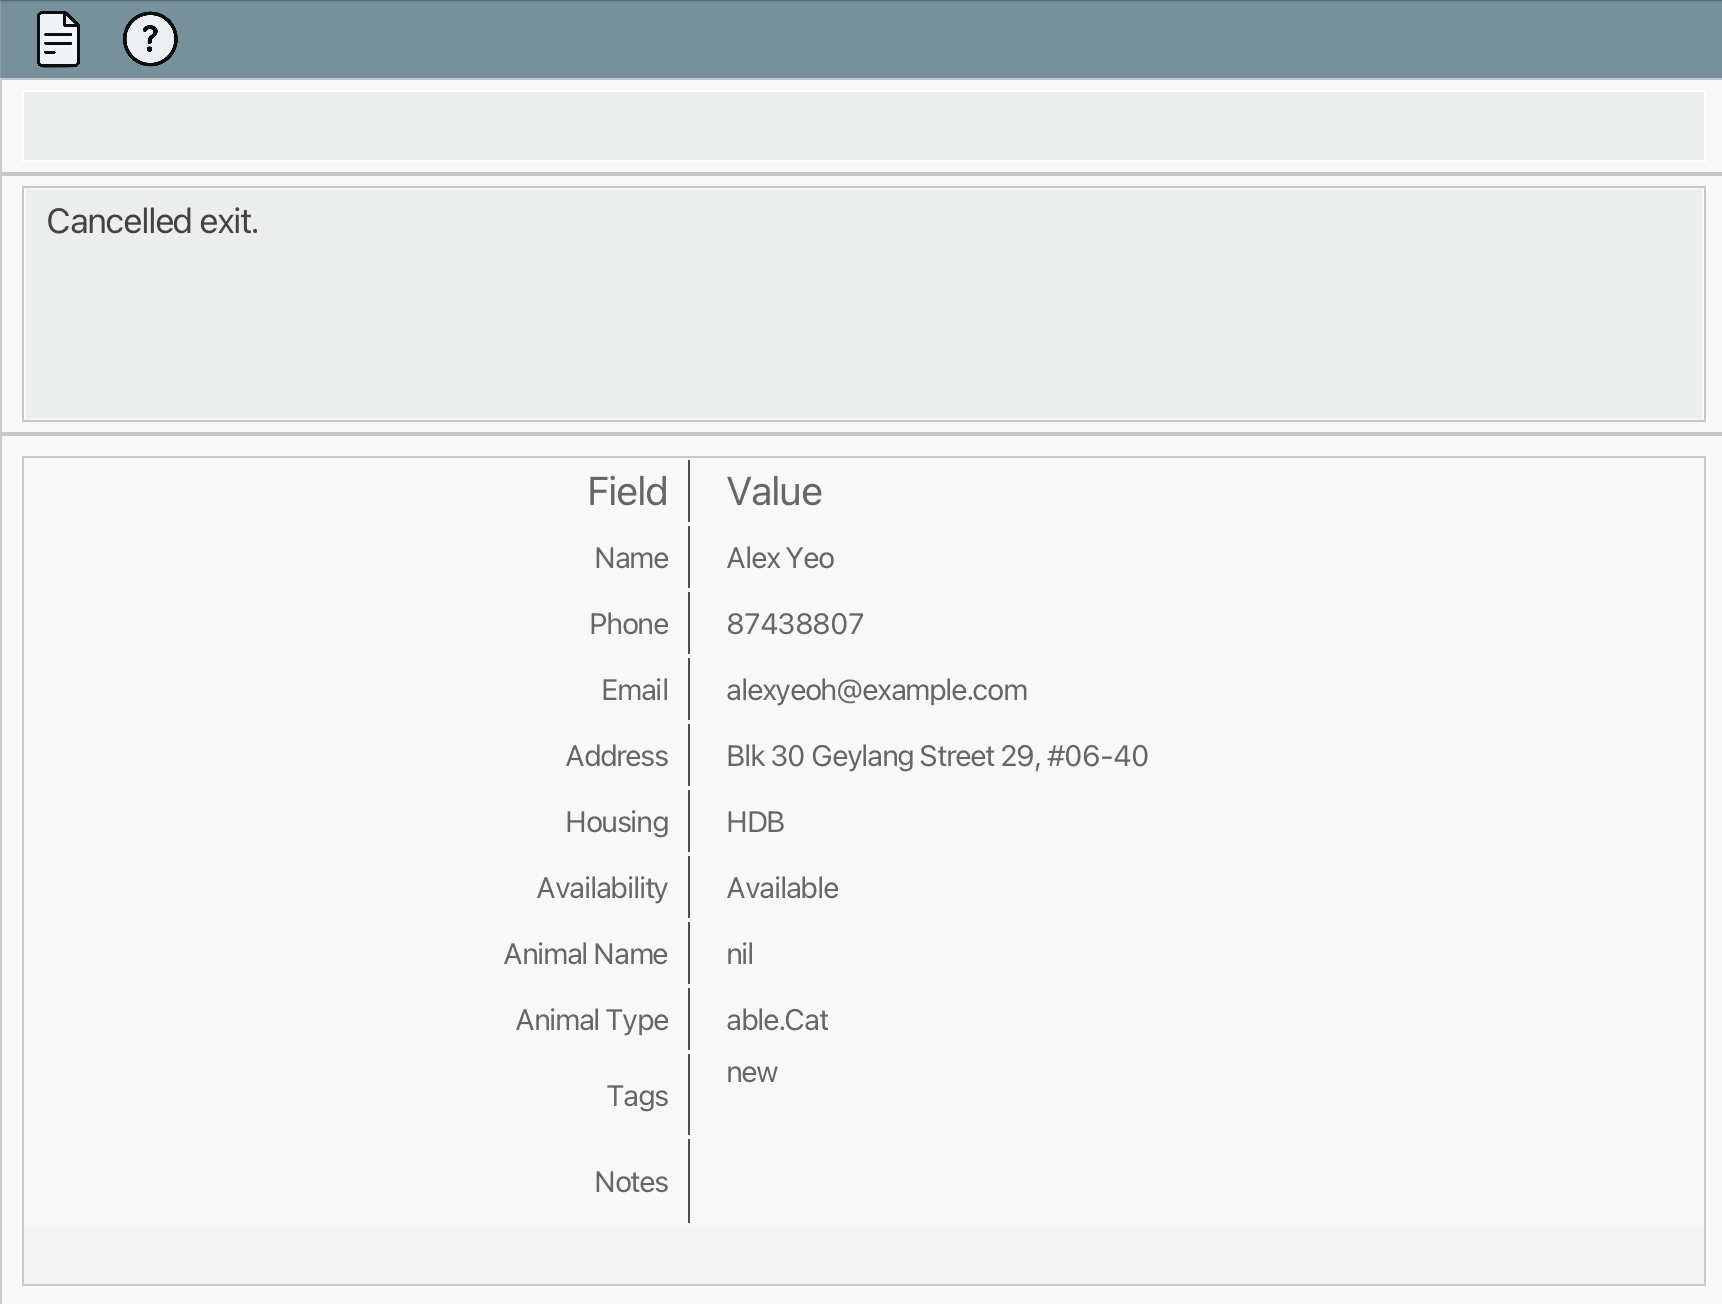 ?
Cancelled exit.
Field Value
Name Alex Yeo
Phone 87438807
Email alexyeoh@example.com
Address Blk 30 Geylang Street 29, #06-40
Housing HDB
Availability Available
Animal Name nil
Animal Type able.Cat
Tags new
Notes